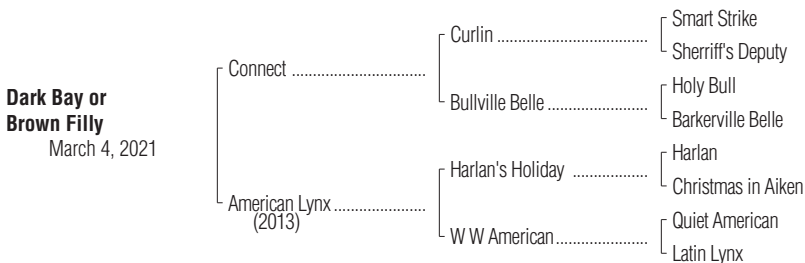 Smart Strike
Curlin ....................................
Sherriff's Deputy
Connect ................................
Holy Bull
Bullville Belle ........................
Barkerville Belle
Dark Bay or
Brown Filly
March 4, 2021
Harlan
Harlan's Holiday ..................
Christmas in Aiken
American Lynx ......................
(2013)
Quiet American
W W American......................
Latin Lynx